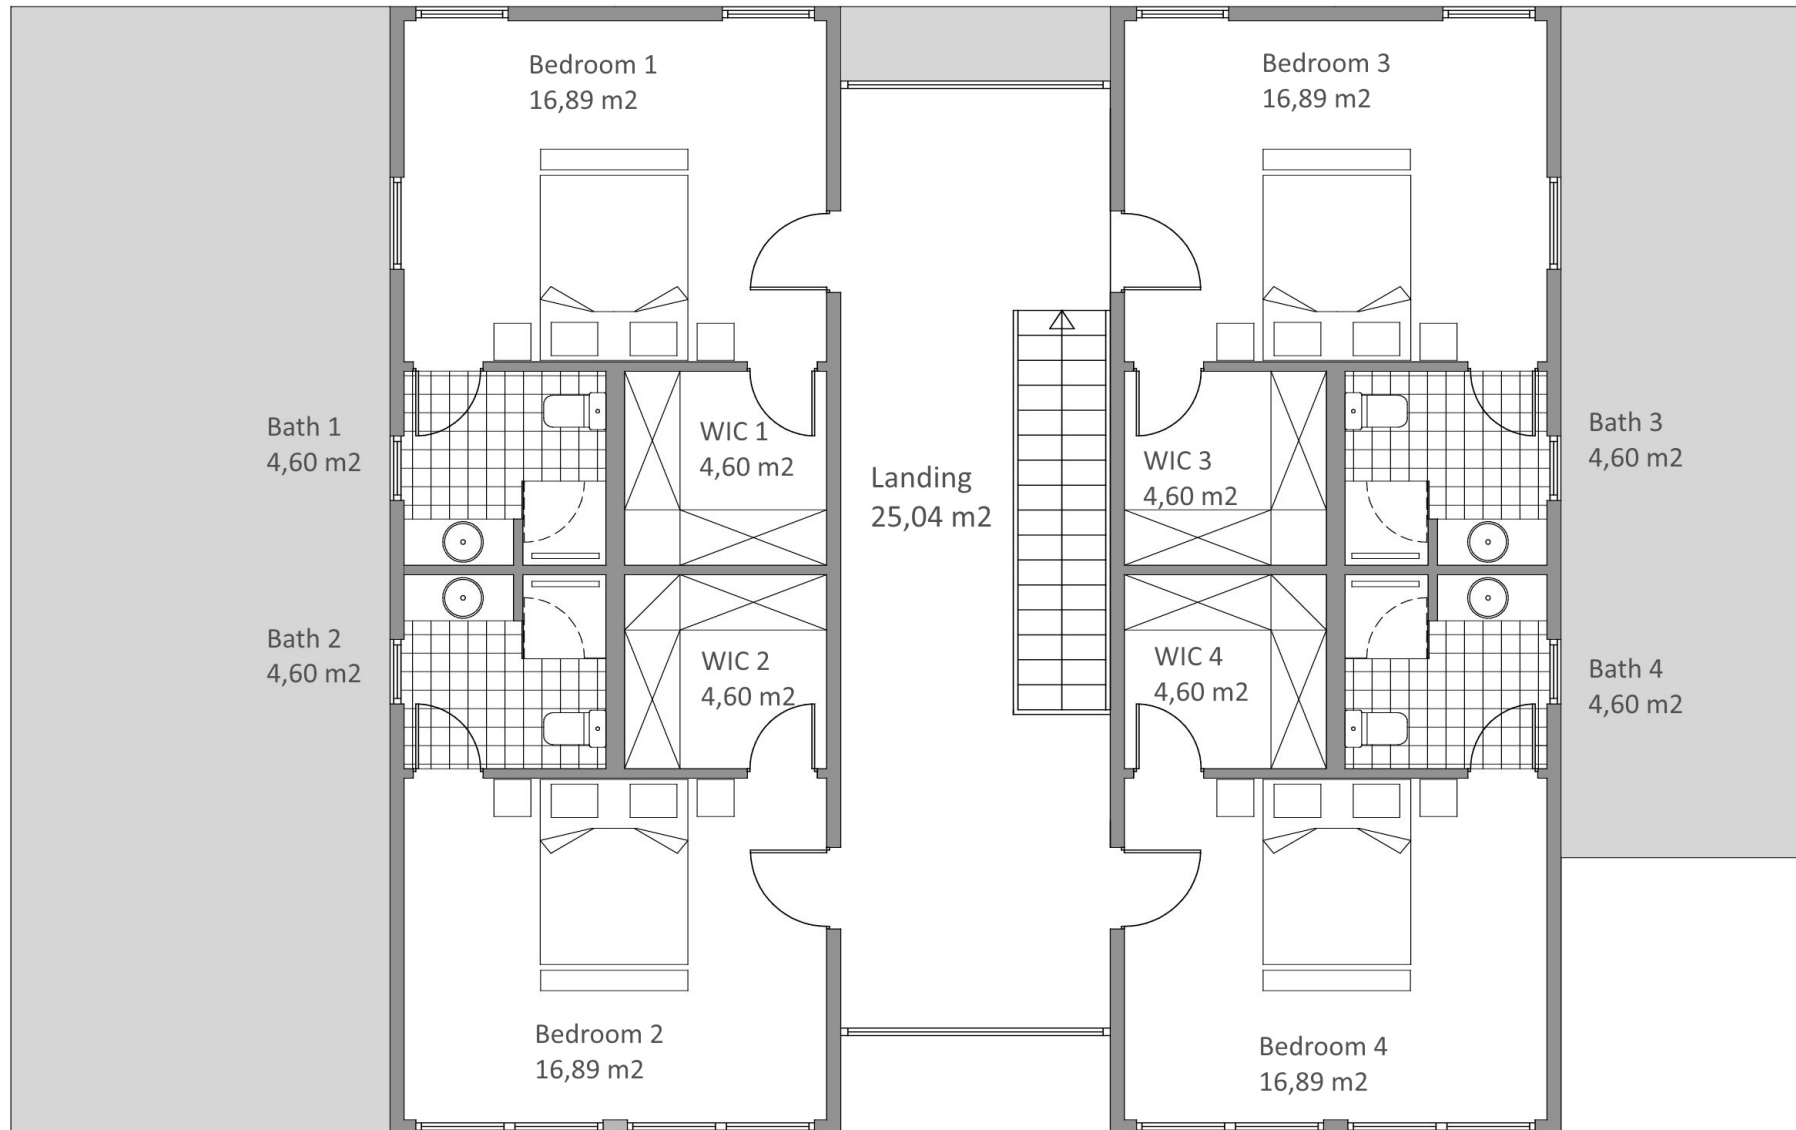 Bedroom 1
16,89 m2
Bedroom 3
16,89 m2
Bath 1
4,60 m2
WIC 1
4,60 m2
Landing
25,04 m2
WIC 3
4,60 m2
Bath 3
4,60 m2
Bath 2
4,60 m2
WIC 2
4,60 m2
WIC 4
4,60 m2
Bath 4
4,60 m2
Bedroom 2
16,89 m2
Bedroom 4
16,89 m2